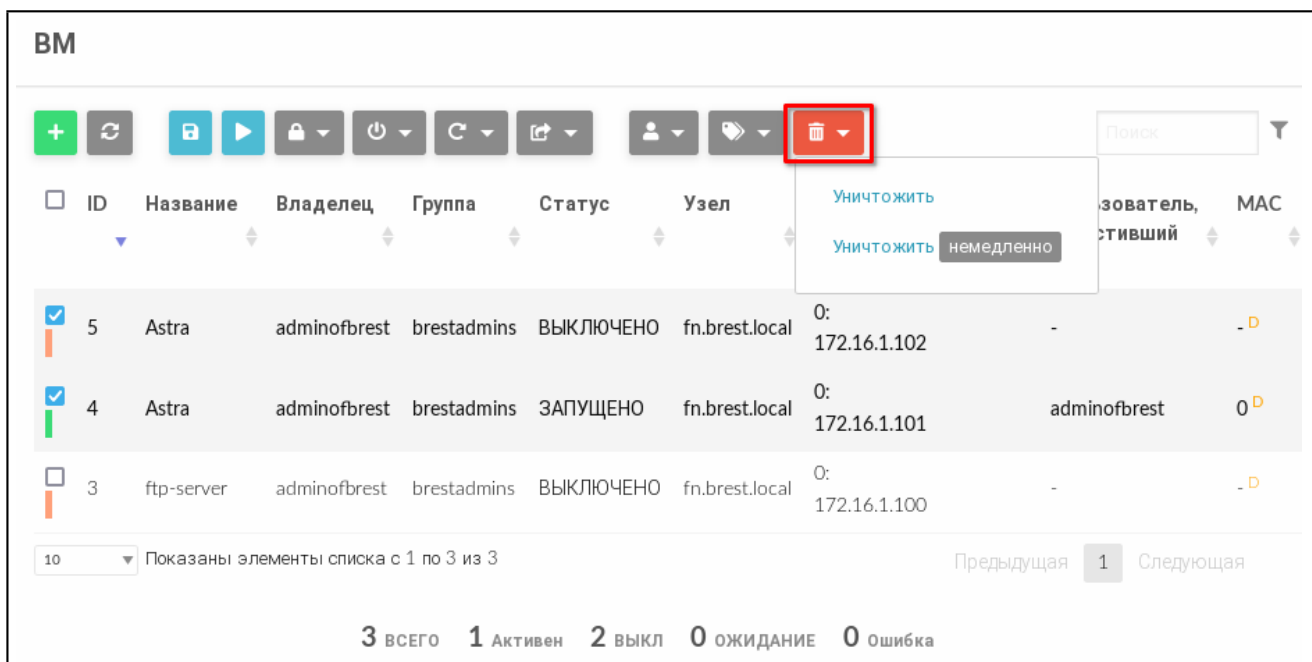 ВМ
Поиск
ID Название Владелец Группа Статус Узел зователь, MAC
стивший
Уничтожить
Уничтожить немедленно
5 Astra adminofbrest brestadmins ВЫКЛЮЧЕНО fn.brest.local 0: - - D
172.16.1.102
4 Astra adminofbrest brestadmins ЗАПУЩЕНО fn.brest.local 0: adminofbrest 0 D
172.16.1.101
3 ftp-server adminofbrest brestadmins ВЫКЛЮЧЕНО fn.brest.local 0: - - D
172.16.1.100
10 Показаны элементы списка с 1 по 3 из 3 Предыдущая 1 Следующая
3 ВСЕГО 1 Активен 2 ВЫКЛ 0 ОЖИДАНИЕ 0 Ошибка